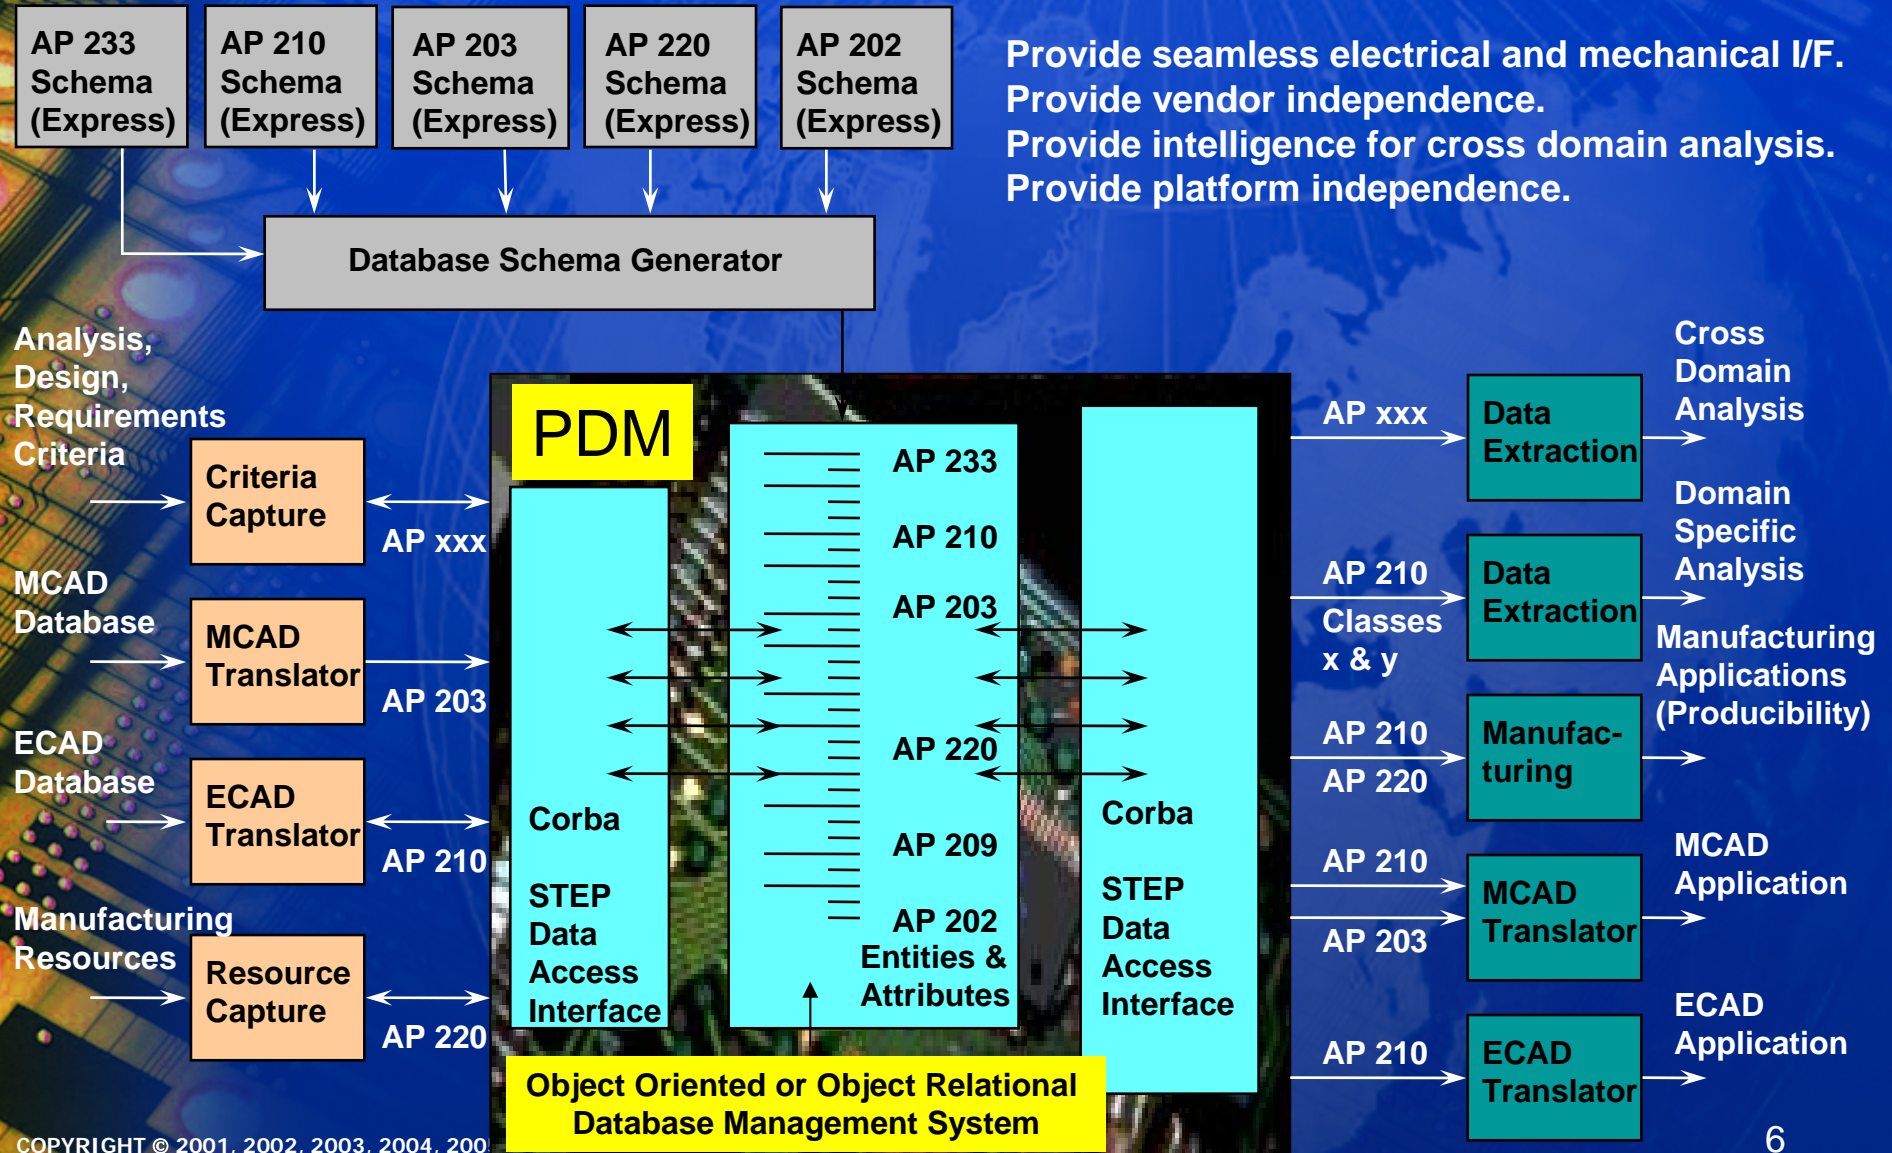 AP 233
Schema
(Express)
AP 210
Schema
(Express)
AP 203
Schema
(Express)
AP 220
Schema
(Express)
AP 202
Schema
(Express)
Provide seamless electrical and mechanical I/F.
Provide vendor independence.
Provide intelligence for cross domain analysis.
Provide platform independence.
Database Schema Generator
Analysis,
Design,
Requirements
Criteria
Criteria
Capture
AP xxx
MCAD
Database
MCAD
Translator
AP 203
ECAD
Database
ECAD
Translator
AP 210
Manufacturing
Resources
Resource
Capture
AP 220
PDM
Corba
STEP
Data
Access
Interface
AP 233
AP 210
AP 203
AP 220
AP 209
AP 202
Entities &
Attributes
Corba
STEP
Data
Access
Interface
Object Oriented or Object Relational
Database Management System
AP xxx
Data
Extraction
Cross
Domain
Analysis
AP 210
Classes
x & y
Data
Extraction
Domain
Specific
Analysis
AP 210
AP 220
Manufac-
turing
Manufacturing
Applications
(Producibility)
AP 210
AP 203
MCAD
Translator
MCAD
Application
AP 210
ECAD
Translator
ECAD
Application
COPYRIGHT © 2001, 2002, 2003, 2004, 200
6